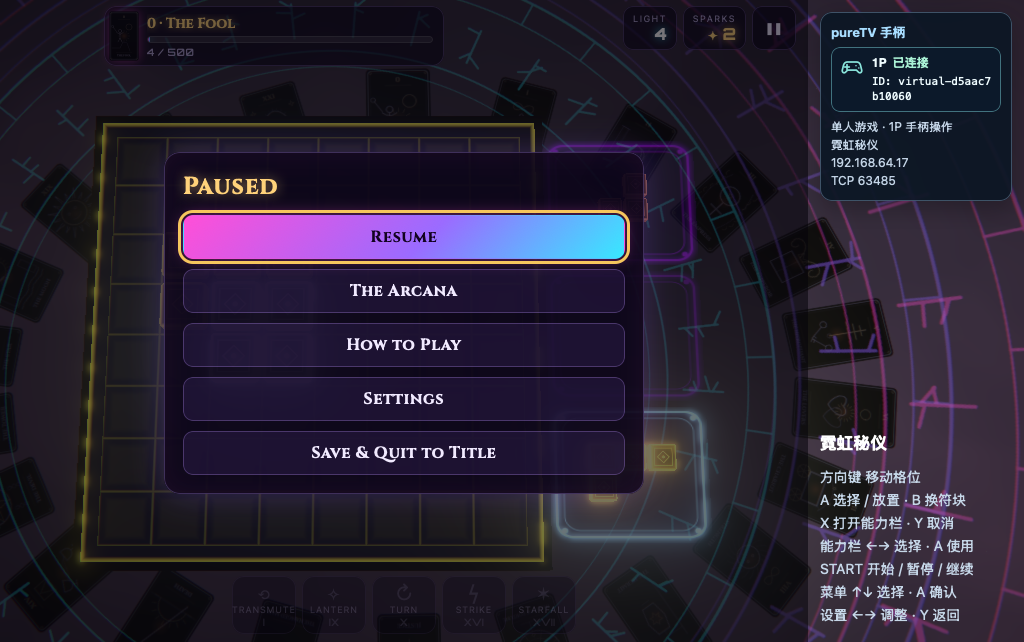 0 · The Fool
4 / 500
LIGHT
4
SPARKS
2
Paused
Resume
The Arcana
How to Play
Settings
Save & Quit to Title
TRANSMUTE
I
LANTERN
IX
TURN
X
STRIKE
XVI
STARFALL
XVII
pureTV 手柄
1P 已连接
ID: virtual-d5aac7
b10060
单人游戏 · 1P 手柄操作
霓虹秘仪
192.168.64.17
TCP 63485
霓虹秘仪
方向键 移动格位
A 选择 / 放置 · B 换符块
X 打开能力栏 · Y 取消
能力栏 ←→ 选择 · A 使用
START 开始 / 暂停 / 继续
菜单 ↑↓ 选择 · A 确认
设置 ←→ 调整 · Y 返回